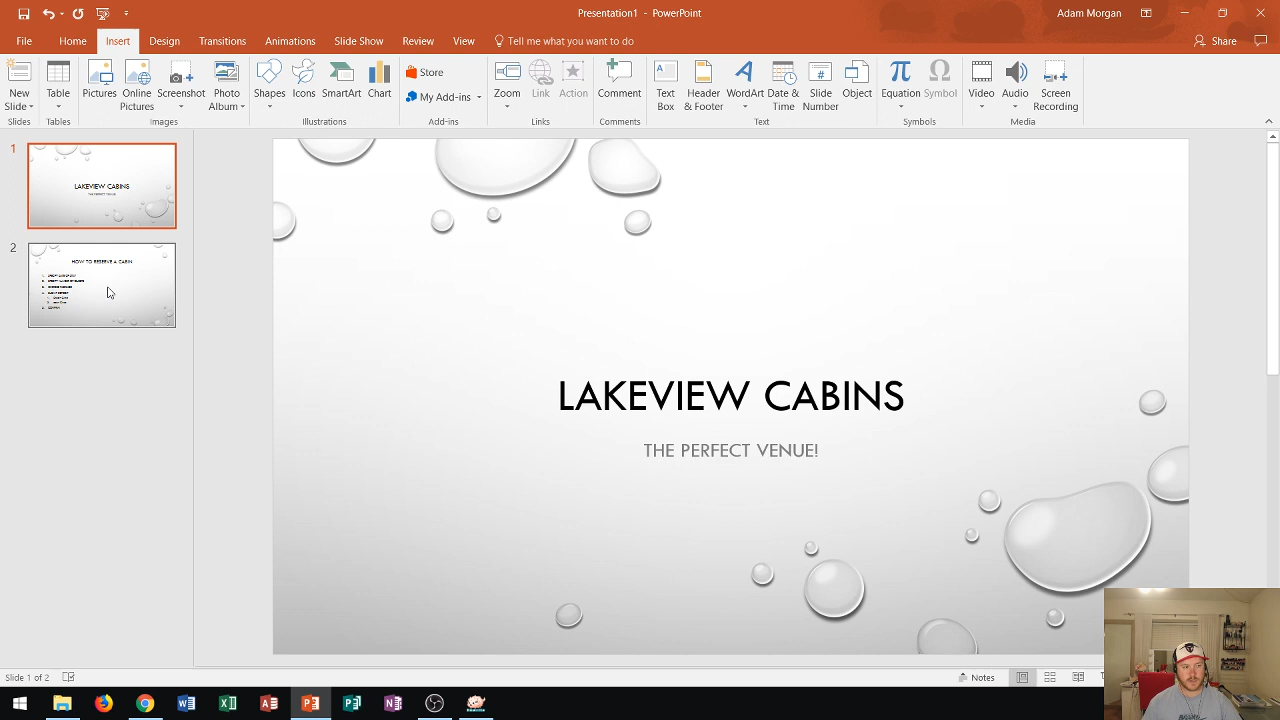 Presentation1 - PowerPoint
Adam Morgan
File Home Insert Design Transitions Animations Slide Show Review View Tell me what you want to do
Share
New Slide
Table
Pictures
Online Pictures
Screenshot
Photo Album
Shapes
Icons
SmartArt
Chart
Store
My Add-ins
Zoom
Link
Action
Comment
Text Box
Header & Footer
WordArt
Date & Time
Slide Number
Object
Equation
Symbol
Video
Audio
Screen Recording
Slides Tables Images Illustrations Add-ins Links Comments Text Symbols Media
1
LAKEVIEW CABINS
THE PERFECT VENUE!
2
HOW TO RESERVE A CABIN
LAKEVIEW CABINS
THE PERFECT VENUE!
Slide 1 of 2
Notes